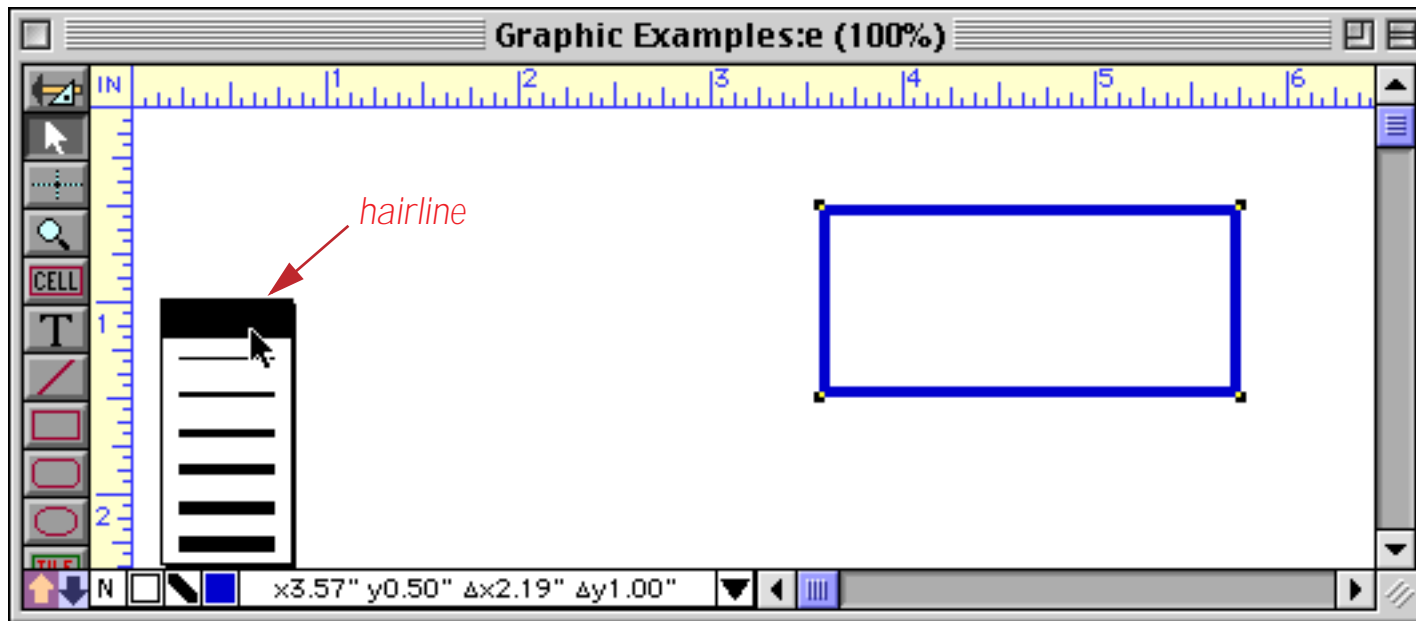 Graphic Examples:e (100%)
IN 1 2 3 4 5 6
hairline
CELL
T
1
2
TILE
N x3.57" y0.50" Δx2.19" Δy1.00"